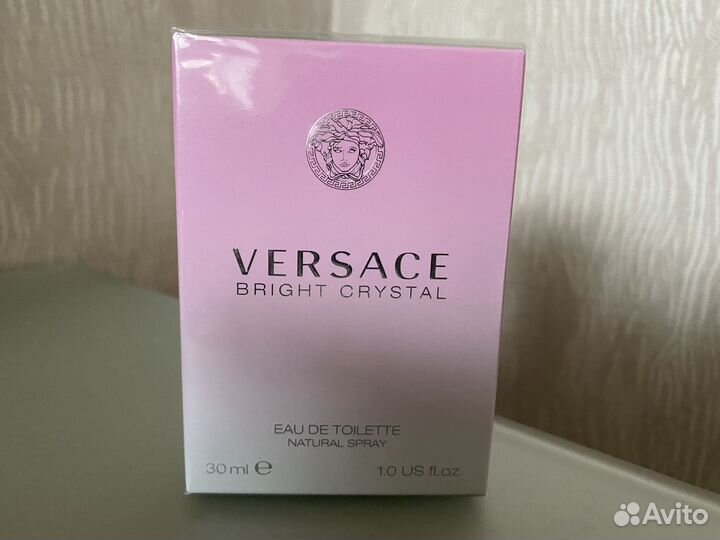 VERSACE
BRIGHT CRYSTAL
EAU DE TOILETTE
NATURAL SPRAY
30 ml e 1.0 US fl.oz.
Avito